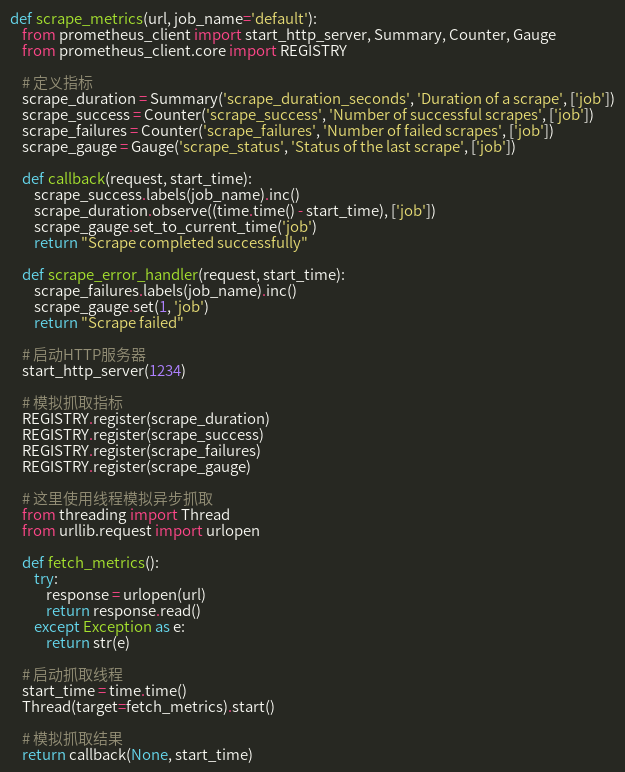 def scrape_metrics(url, job_name='default'):
    from prometheus_client import start_http_server, Summary, Counter, Gauge
    from prometheus_client.core import REGISTRY
    # 定义指标
    scrape_duration = Summary('scrape_duration_seconds', 'Duration of a scrape', ['job'])
    scrape_success = Counter('scrape_success', 'Number of successful scrapes', ['job'])
    scrape_failures = Counter('scrape_failures', 'Number of failed scrapes', ['job'])
    scrape_gauge = Gauge('scrape_status', 'Status of the last scrape', ['job'])
    def callback(request, start_time):
        scrape_success.labels(job_name).inc()
        scrape_duration.observe((time.time() - start_time), ['job'])
        scrape_gauge.set_to_current_time('job')
        return "Scrape completed successfully"
    def scrape_error_handler(request, start_time):
        scrape_failures.labels(job_name).inc()
        scrape_gauge.set(1, 'job')
        return "Scrape failed"
    # 启动HTTP服务器
    start_http_server(1234)
    # 模拟抓取指标
    REGISTRY.register(scrape_duration)
    REGISTRY.register(scrape_success)
    REGISTRY.register(scrape_failures)
    REGISTRY.register(scrape_gauge)
    # 这里使用线程模拟异步抓取
    from threading import Thread
    from urllib.request import urlopen
    def fetch_metrics():
        try:
            response = urlopen(url)
            return response.read()
        except Exception as e:
            return str(e)
    # 启动抓取线程
    start_time = time.time()
    Thread(target=fetch_metrics).start()
    # 模拟抓取结果
    return callback(None, start_time)